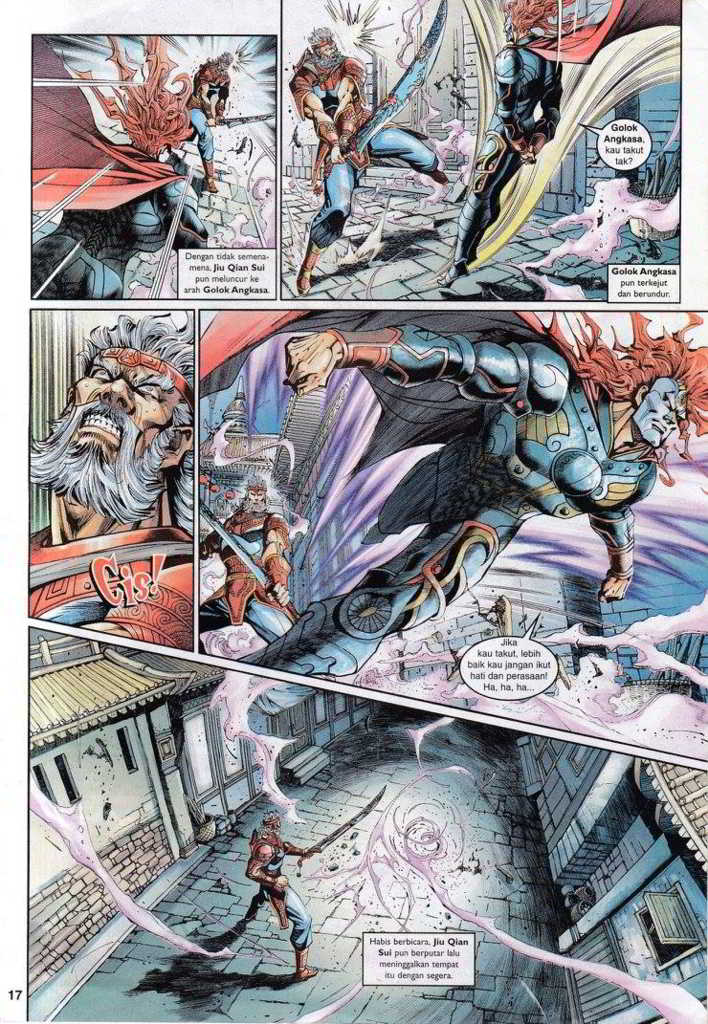 Dengan tidak semena-
mena, Jiu Qian Sui
pun meluncur ke
arah Golok Angkasa.
Golok
Angkasa,
kau takut
tak?
Golok Angkasa
pun terkejut
dan berundur.
Cis!
Jika
kau takut, lebih
baik kau jangan ikut
hati dan perasaan!
Ha, ha, ha...
Habis berbicara, Jiu Qian
Sui pun berputar lalu
meninggalkan tempat
itu dengan segera.
17